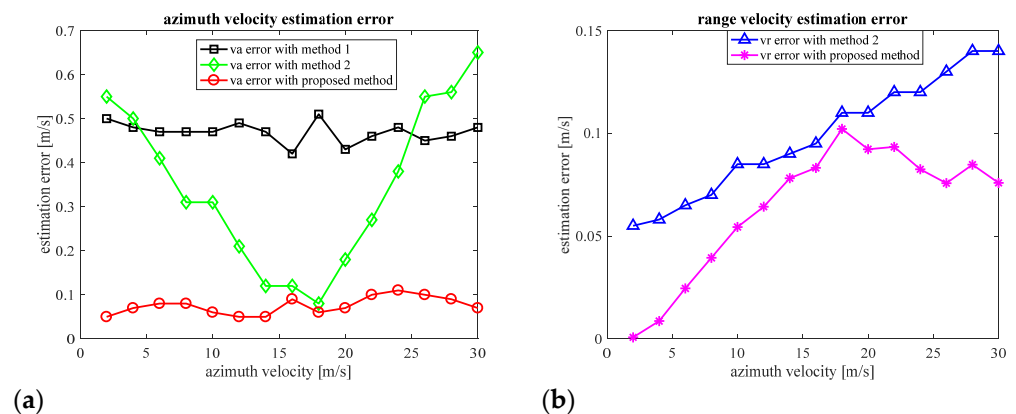 azimuth velocity estimation error
0.7
0.6
0.5
0.4
0.3
0.2
0.1
0
estimation error [m/s]
va error with method 1
va error with method 2
va error with proposed method
0 5 10 15 20 25 30
azimuth velocity [m/s]
(a)
range velocity estimation error
0.15
0.1
0.05
0
estimation error [m/s]
vr error with method 2
vr error with proposed method
0 5 10 15 20 25 30
azimuth velocity [m/s]
(b)